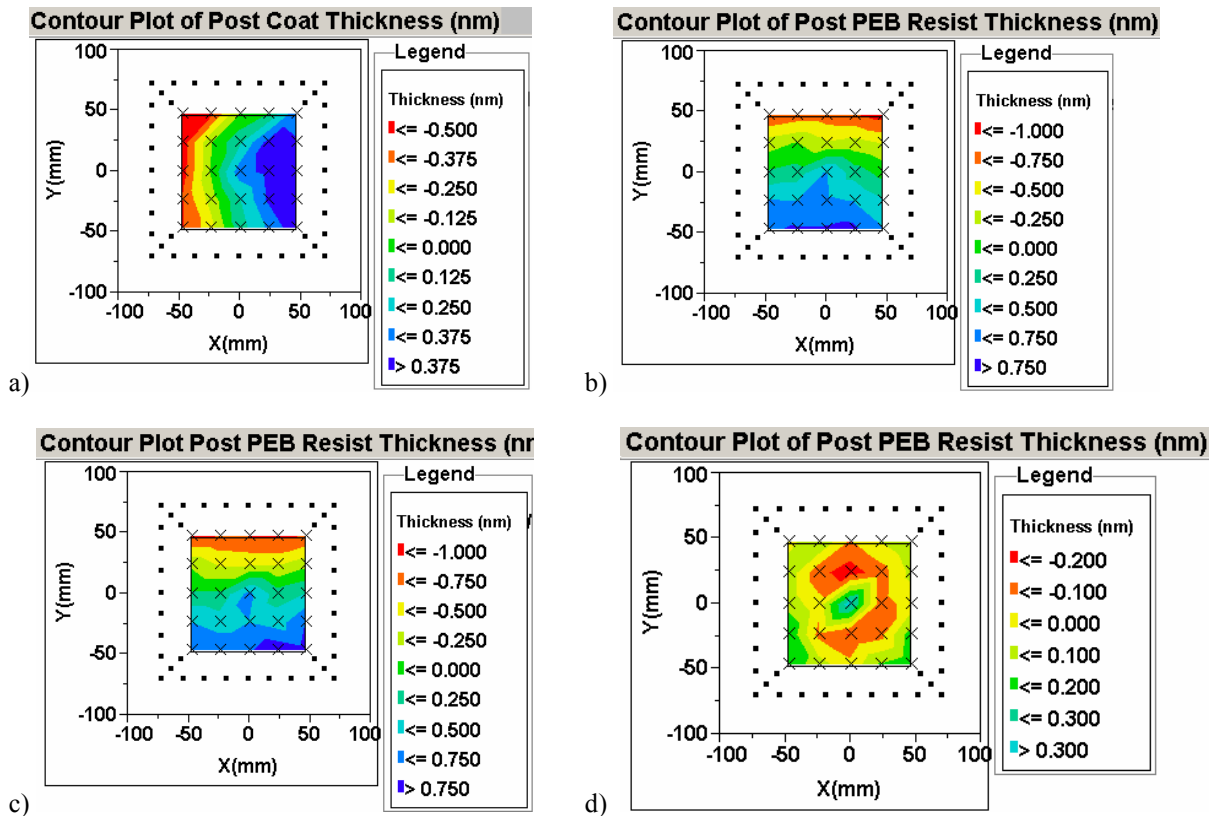 Contour Plot of Post Coat Thickness (nm)
100
50
0
-50
-100
Y(mm)
-100 -50 0 50 100
X(mm)
Legend
Thickness (nm)
<= -0.500
<= -0.375
<= -0.250
<= -0.125
<= 0.000
<= 0.125
<= 0.250
<= 0.375
> 0.375
a)
Contour Plot of Post PEB Resist Thickness (nm)
100
50
0
-50
-100
Y(mm)
-100 -50 0 50 100
X(mm)
Legend
Thickness (nm)
<= -1.000
<= -0.750
<= -0.500
<= -0.250
<= 0.000
<= 0.250
<= 0.500
<= 0.750
> 0.750
b)
Contour Plot Post PEB Resist Thickness (nr
100
50
0
-50
-100
Y(mm)
-100 -50 0 50 100
X(mm)
Legend
Thickness (nm)
<= -1.000
<= -0.750
<= -0.500
<= -0.250
<= 0.000
<= 0.250
<= 0.500
<= 0.750
> 0.750
c)
Contour Plot of Post PEB Resist Thickness (nm)
100
50
0
-50
-100
Y(mm)
-100 -50 0 50 100
X(mm)
Legend
Thickness (nm)
<= -0.200
<= -0.100
<= 0.000
<= 0.100
<= 0.200
<= 0.300
> 0.300
d)